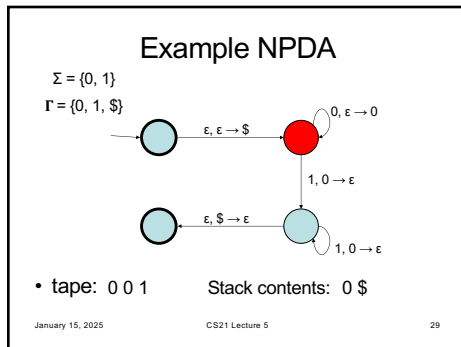 Example NPDA
Σ = {0, 1}
Γ = {0, 1, $}
0, ε → 0
ε, ε → $
1, 0 → ε
ε, $ → ε
1, 0 → ε
• tape: 0 0 1 Stack contents: 0 $
January 15, 2025 CS21 Lecture 5 29